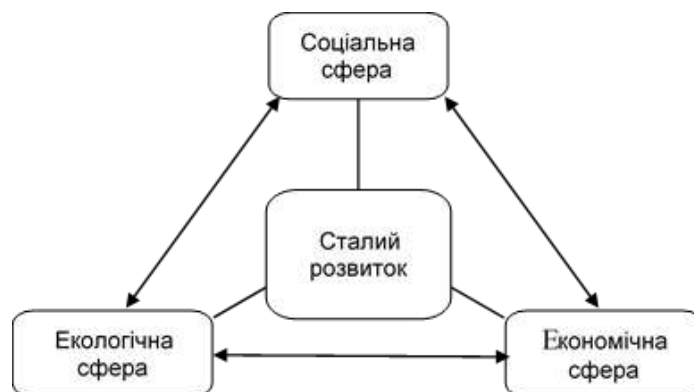 Соціальна
сфера
Сталий
розвиток
Екологічна
сфера
Економічна
сфера